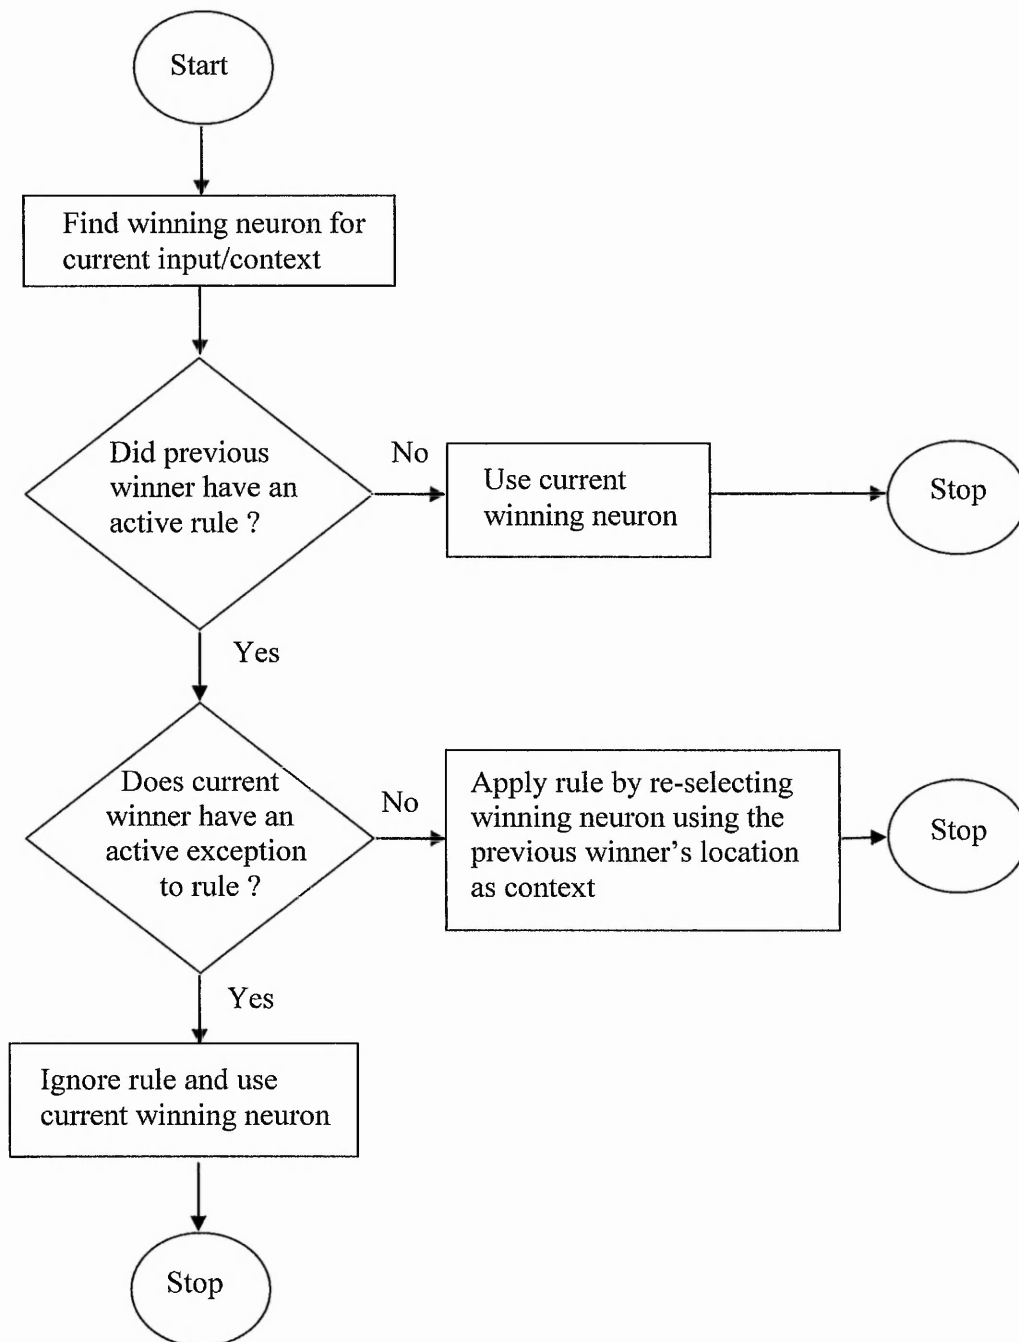 Start
Find winning neuron for
current input/context
Did previous
winner have an
active rule ?
No
Use current
winning neuron
Stop
Yes
Does current
winner have an
active exception
to rule ?
No
Apply rule by re-selecting
winning neuron using the
previous winner's location
as context
Stop
Yes
Ignore rule and use
current winning neuron
Stop